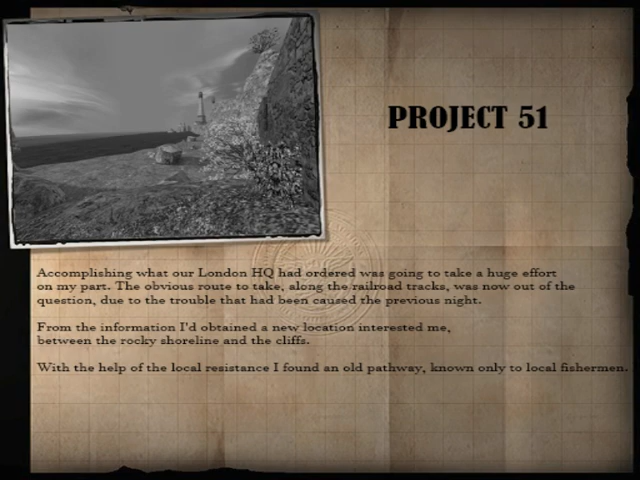 PROJECT 51
Accomplishing what our London HQ had ordered was going to take a huge effort
on my part. The obvious route to take, along the railroad tracks, was now out of the
question, due to the trouble that had been caused the previous night.
From the information I'd obtained a new location interested me,
between the rocky shoreline and the cliffs.
With the help of the local resistance I found an old pathway, known only to local fishermen.